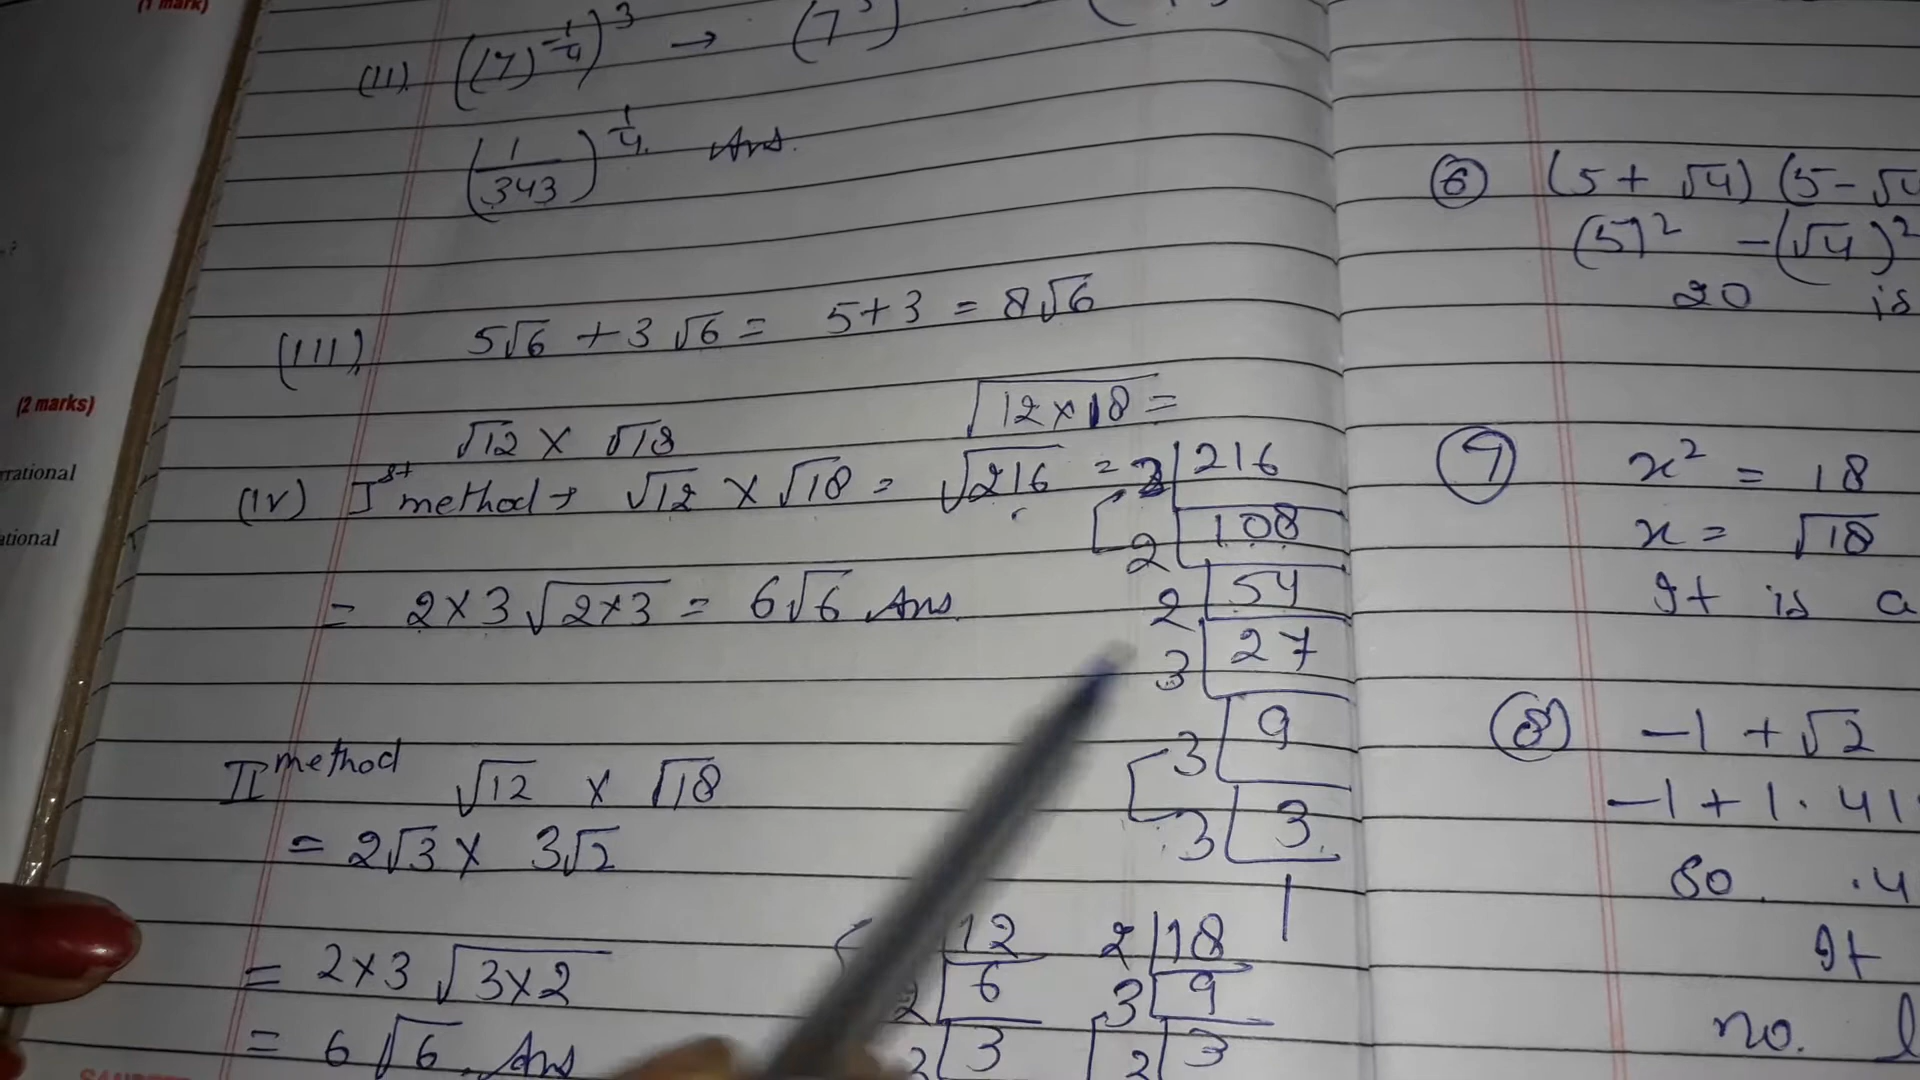 (1 mark)
(II) ((7)^{-1/4})^3 → (7^3)
(1/343)^{1/4} Ans.
(III) 5√6 + 3√6 = 5+3 = 8√6
√12 × √18
√12×18 =
(IV) Ist method → √12 × √18 = √216 =
2 | 216
2 | 108
2 | 54
3 | 27
3 | 9
3 | 3
1
= 2×3 √2×3 = 6√6 Ans
II method √12 × √18
= 2√3 × 3√2
= 2×3 √3×2
= 6√6 Ans
12
2 | 6
3
2 | 18
3 | 9
3
(2 marks)
rrational
ational
⑥ (5 + √4) (5 - √4
(5)² - (√4)²
20 is
x² = 18
x = √18
It is a
⑧ -1 + √2
-1 + 1.41
So .4
It
no.